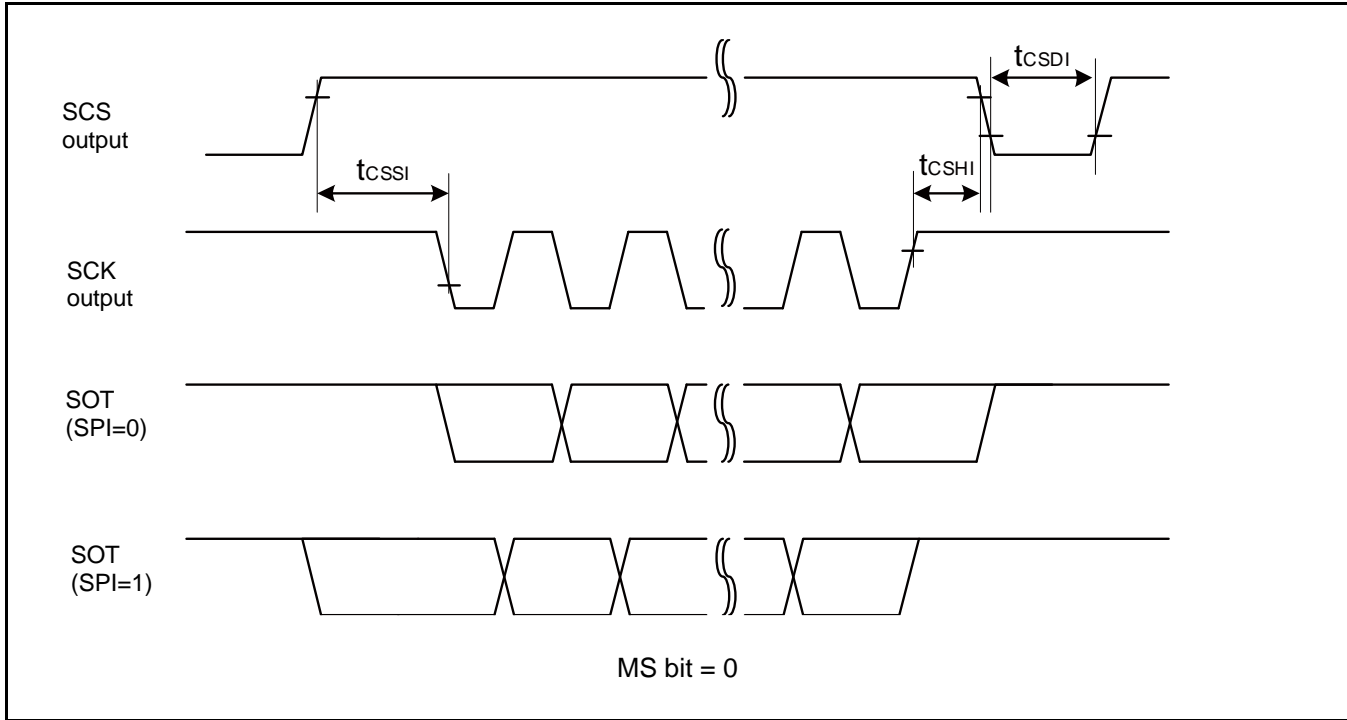 tCSDI
SCS
output
tCSSI
tCSHI
SCK
output
SOT
(SPI=0)
SOT
(SPI=1)
MS bit = 0